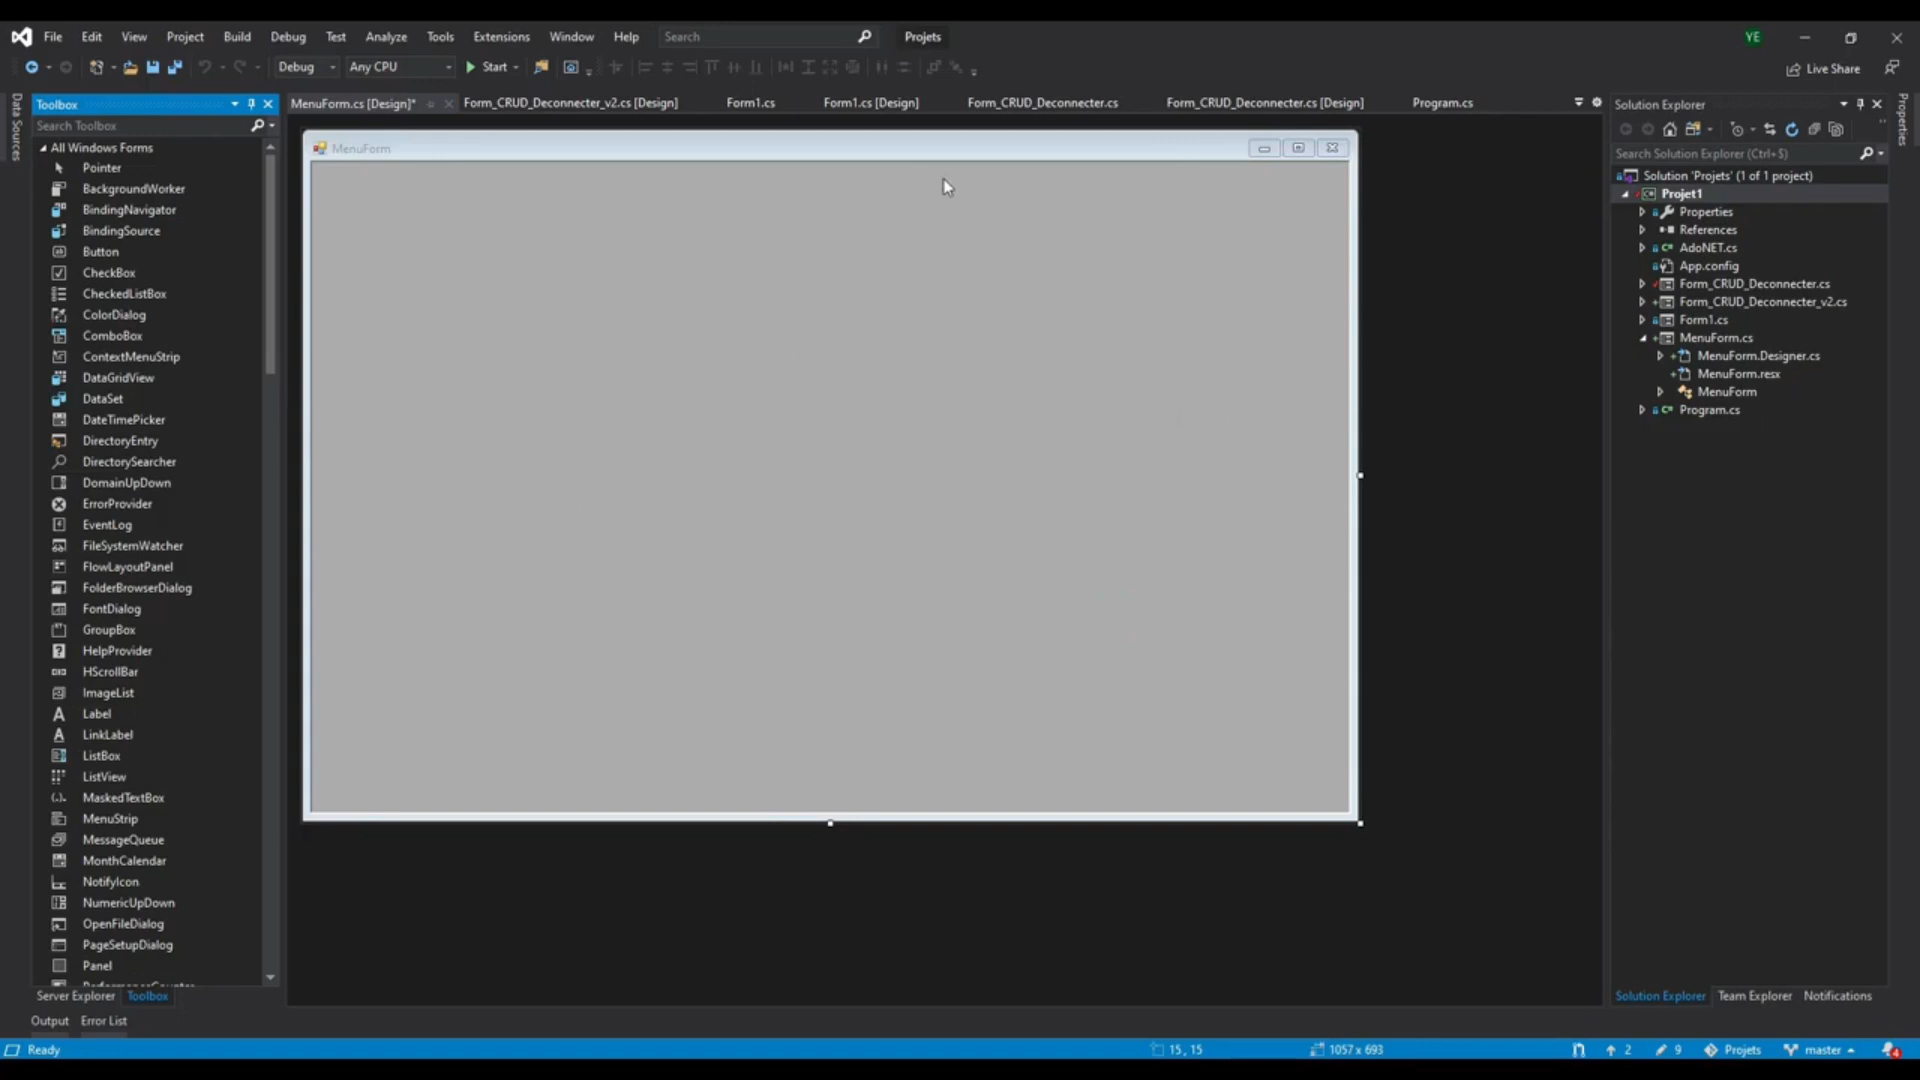 File Edit View Project Build Debug Test Analyze Tools Extensions Window Help Search Projets YE
Debug Any CPU Start Live Share
Data Sources
Toolbox
Search Toolbox
All Windows Forms
Pointer
BackgroundWorker
BindingNavigator
BindingSource
Button
CheckBox
CheckedListBox
ColorDialog
ComboBox
ContextMenuStrip
DataGridView
DataSet
DateTimePicker
DirectoryEntry
DirectorySearcher
DomainUpDown
ErrorProvider
EventLog
FileSystemWatcher
FlowLayoutPanel
FolderBrowserDialog
FontDialog
GroupBox
HelpProvider
HScrollBar
ImageList
Label
LinkLabel
ListBox
ListView
MaskedTextBox
MenuStrip
MessageQueue
MonthCalendar
NotifyIcon
NumericUpDown
OpenFileDialog
PageSetupDialog
Panel
Server Explorer Toolbox
Output Error List
MenuForm.cs [Design]* Form_CRUD_Deconnecter_v2.cs [Design] Form1.cs Form1.cs [Design] Form_CRUD_Deconnecter.cs Form_CRUD_Deconnecter.cs [Design] Program.cs
MenuForm
Solution Explorer
Search Solution Explorer (Ctrl+$)
Solution 'Projets' (1 of 1 project)
Projet1
Properties
References
AdoNET.cs
App.config
Form_CRUD_Deconnecter.cs
Form_CRUD_Deconnecter_v2.cs
Form1.cs
MenuForm.cs
MenuForm.Designer.cs
MenuForm.resx
MenuForm
Program.cs
Solution Explorer Team Explorer Notifications
Properties
Ready 15 , 15 1057 x 693 2 9 Projets master 4